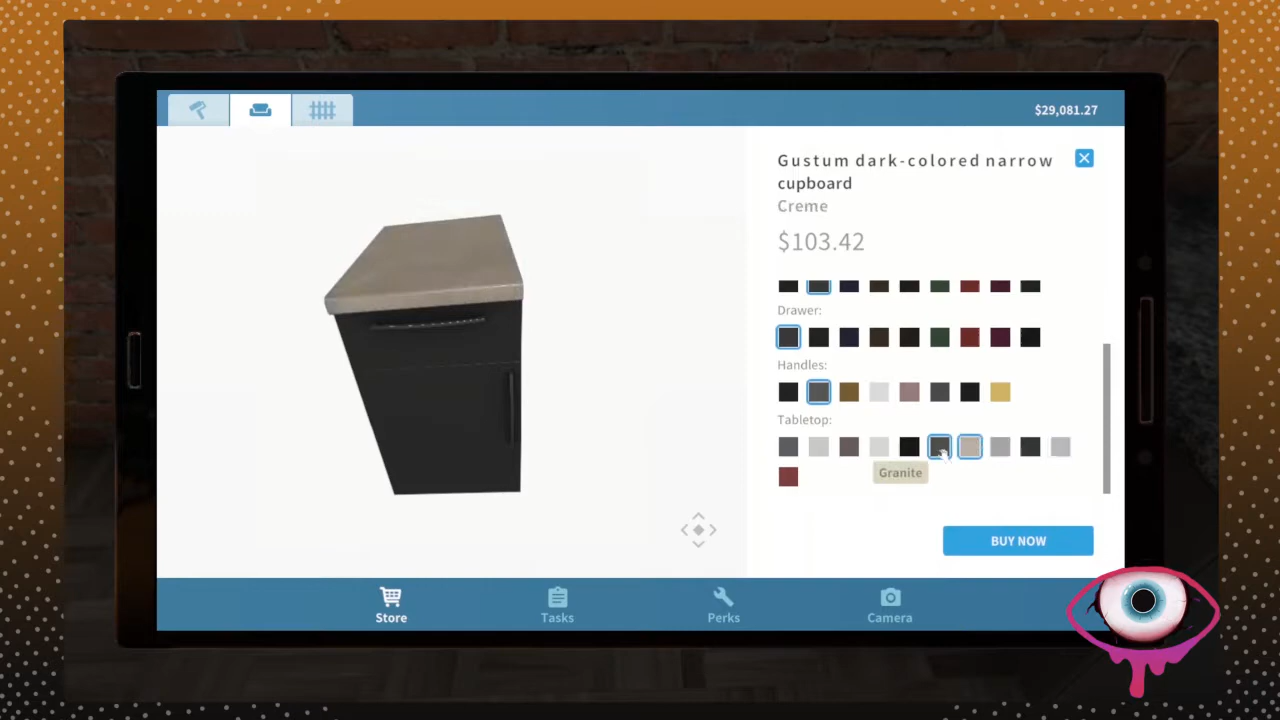 $29,081.27
Gustum dark-colored narrow
cupboard
Creme
$103.42
Drawer:
Handles:
Tabletop:
Granite
BUY NOW
Store
Tasks
Perks
Camera